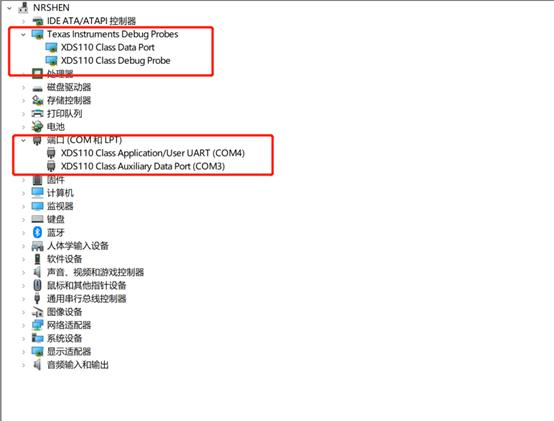 NRSHEN
IDE ATA/ATAPI 控制器
Texas Instruments Debug Probes
XDS110 Class Data Port
XDS110 Class Debug Probe
处理器
磁盘驱动器
存储控制器
打印队列
电池
端口 (COM 和 LPT)
XDS110 Class Application/User UART (COM4)
XDS110 Class Auxiliary Data Port (COM3)
固件
计算机
监视器
键盘
蓝牙
人体学输入设备
软件设备
声音、视频和游戏控制器
鼠标和其他指针设备
通用串行总线控制器
图像设备
网络适配器
系统设备
显示适配器
音频输入和输出